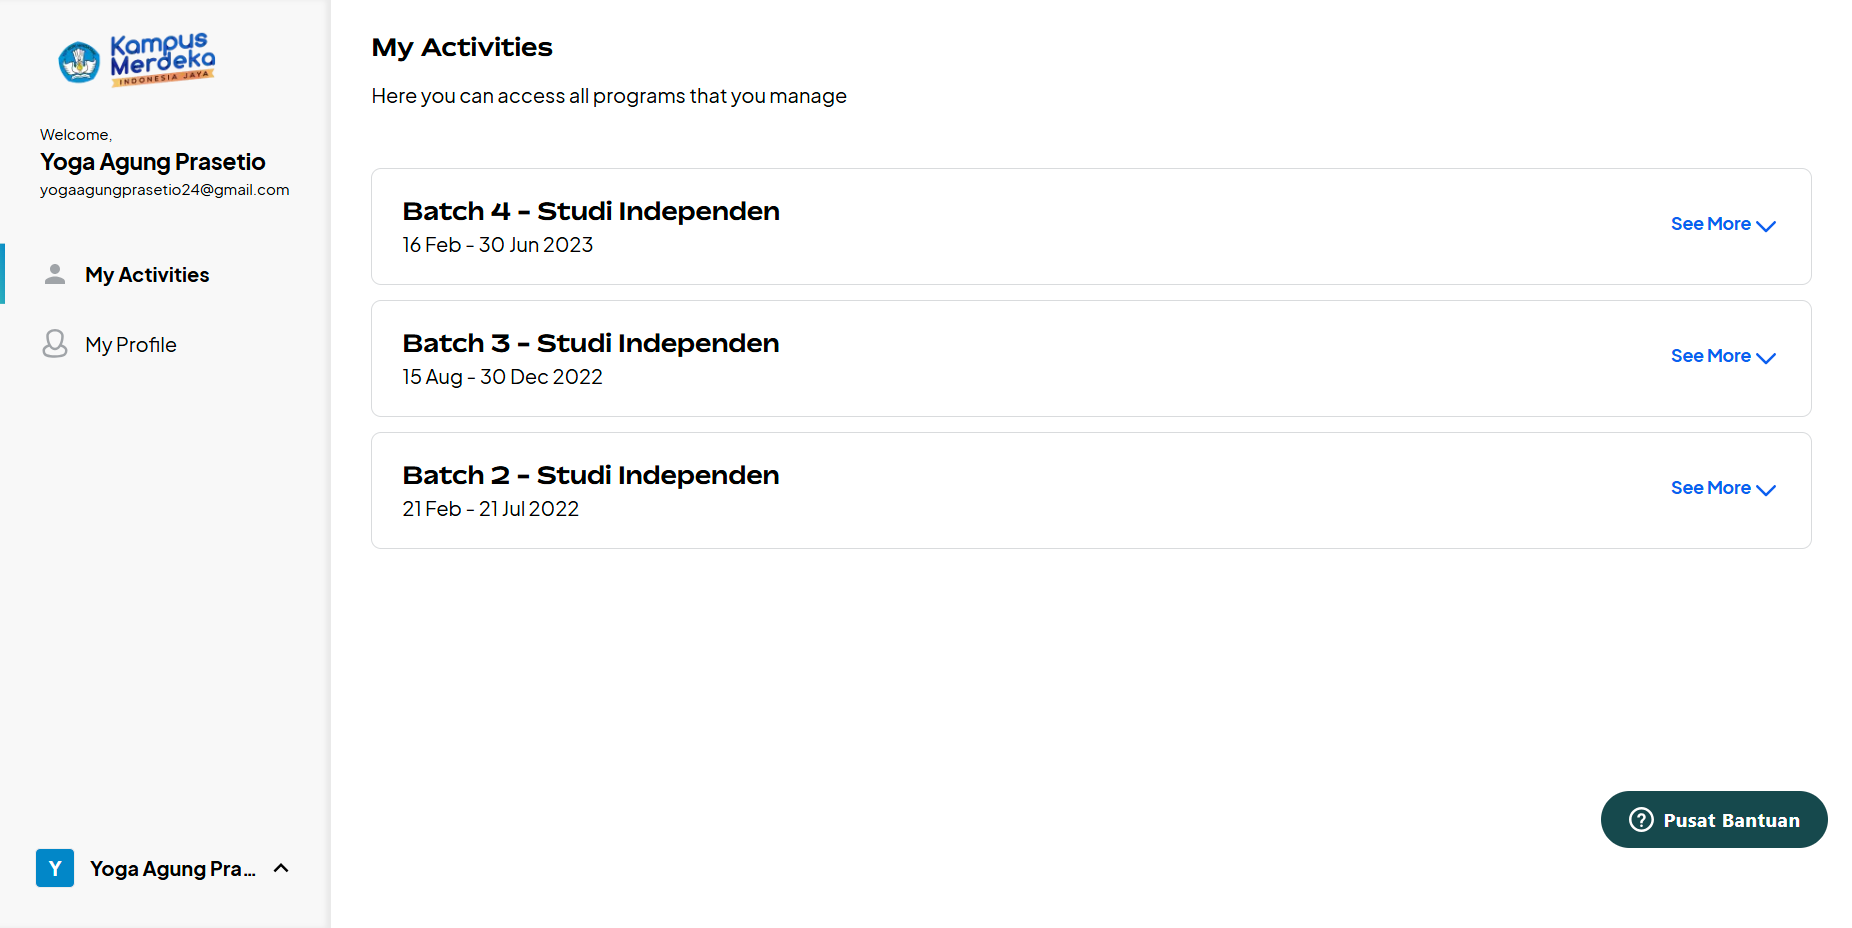 Kampus
Merdeka
INDONESIA JAYA
Welcome,
Yoga Agung Prasetio
yogaagungprasetio24@gmail.com
My Activities
My Profile
Y
Yoga Agung Pra...
My Activities
Here you can access all programs that you manage
Batch 4 - Studi Independen
16 Feb - 30 Jun 2023
See More
Batch 3 - Studi Independen
15 Aug - 30 Dec 2022
See More
Batch 2 - Studi Independen
21 Feb - 21 Jul 2022
See More
Pusat Bantuan